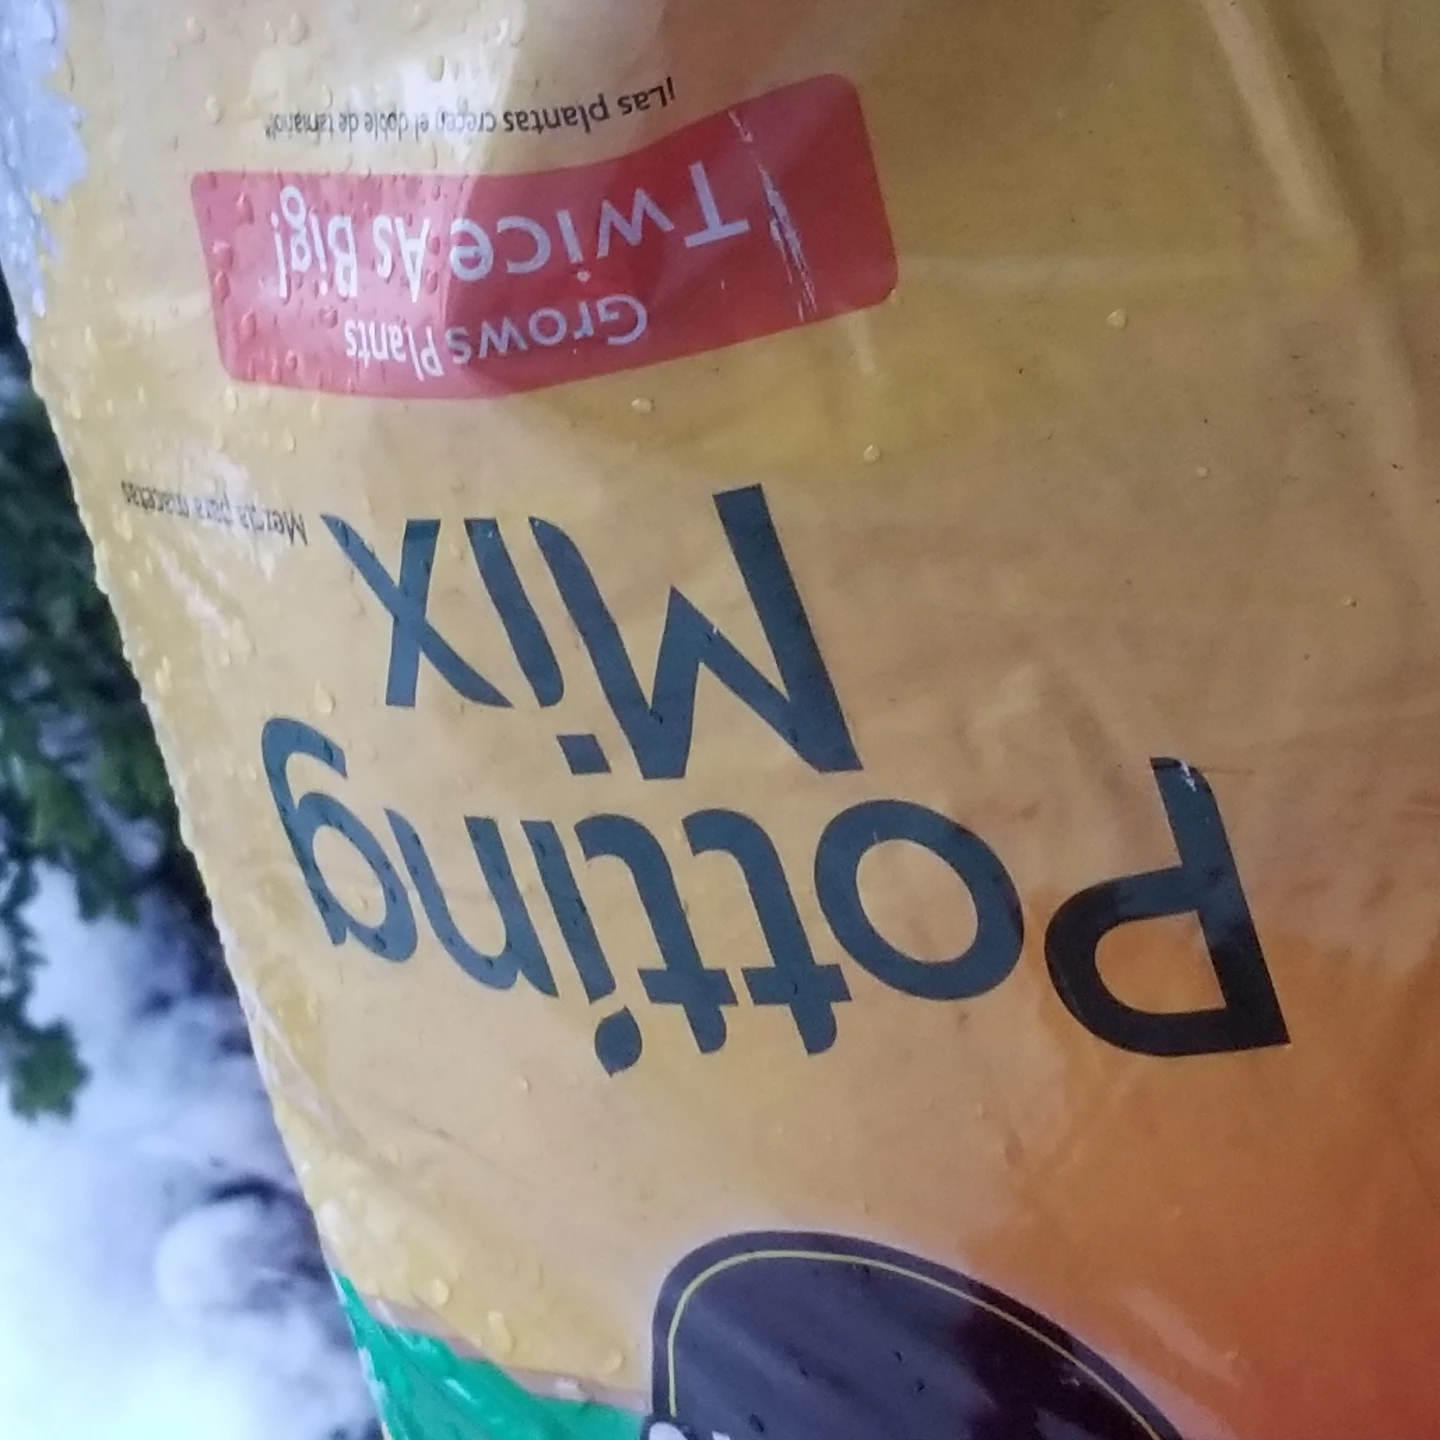 Potting
Mix
Mezcla para macetas
Grows Plants
Twice As Big!
¡Las plantas crecen el doble de tamaño!*